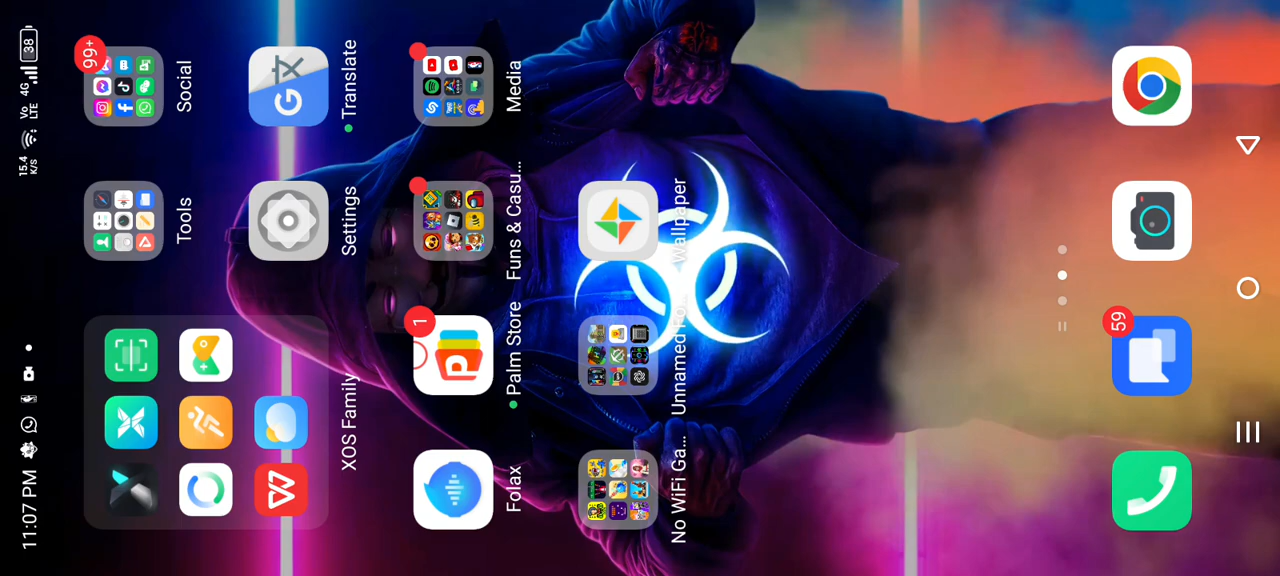 11:07 PM 15.4 K/s Vo LTE 4G 38
99+
Tools Social
XOS Family Settings Translate
1
Folax Palm Store Funs & Casu... Media
No WiFi Ga... Unnamed Fo... Wallpaper
59